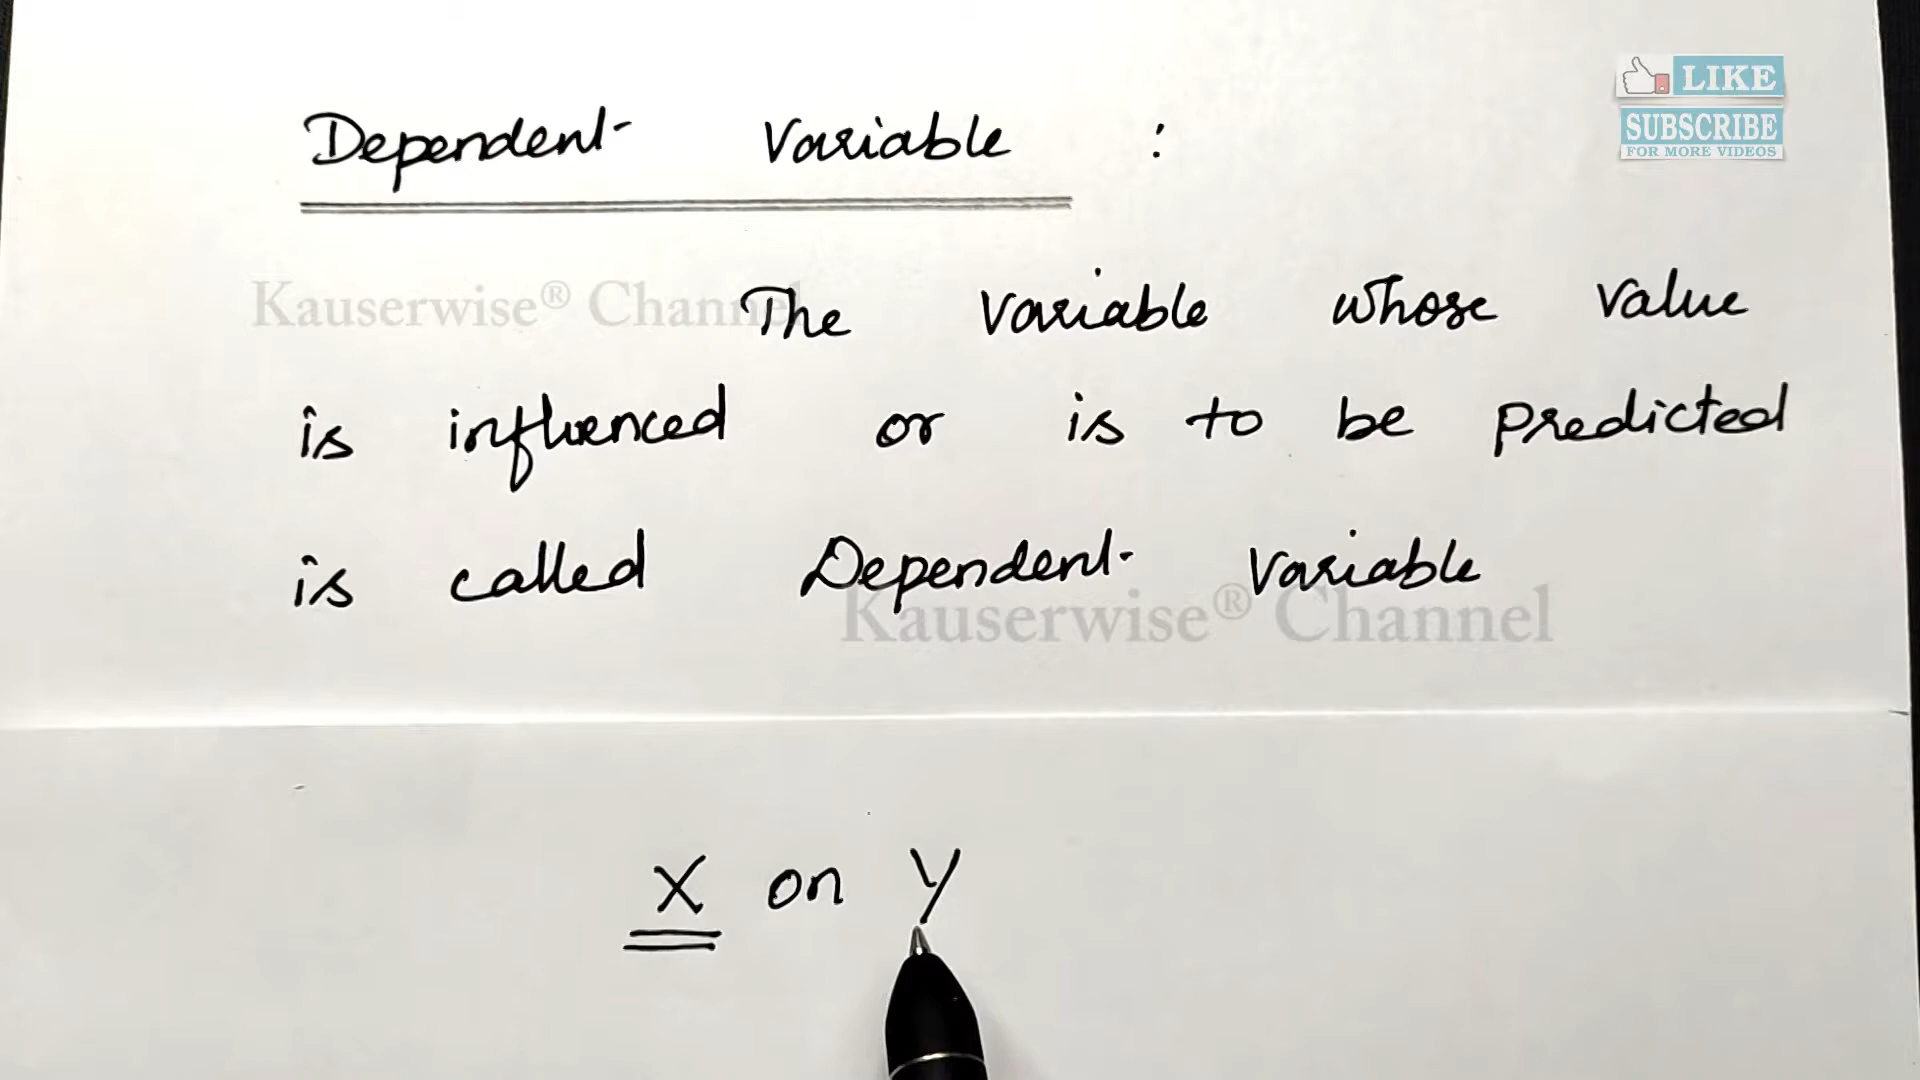 LIKE
SUBSCRIBE
FOR MORE VIDEOS
Dependent Variable :
Kauserwise® Channel
The Variable whose Value
is influenced or is to be predicted
is called Dependent Variable
Kauserwise® Channel
X on Y